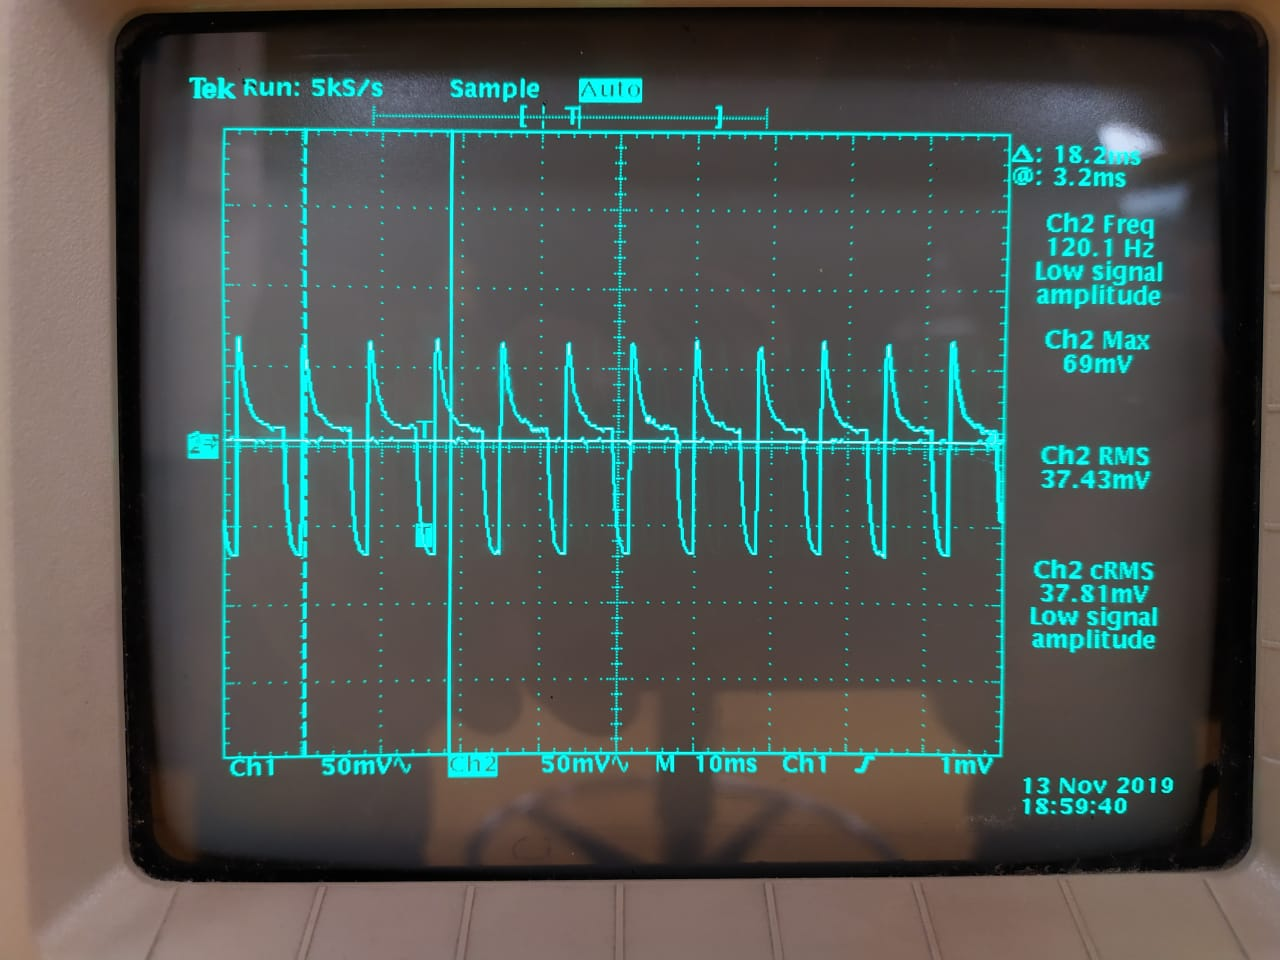 Tek Run: 5kS/s Sample Auto
[ T ]
Δ: 18.2ms
@: 3.2ms
Ch2 Freq
120.1 Hz
Low signal
amplitude
Ch2 Max
69mV
T
Ch2 RMS
37.43mV
T
Ch2 cRMS
37.81mV
Low signal
amplitude
Ch1 50mV Ch2 50mV M 10ms Ch1 1mV
13 Nov 2019
18:59:40